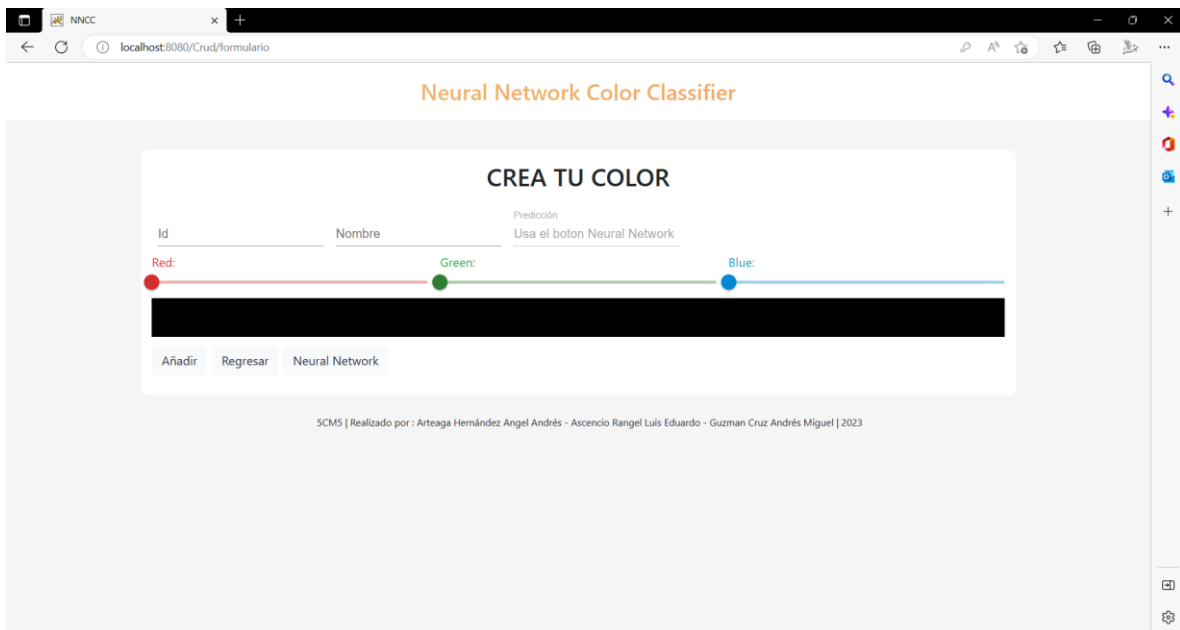 NNCC
localhost:8080/Crud/formulario
Neural Network Color Classifier
CREA TU COLOR
Predicción
Id Nombre Usa el boton Neural Network
Red: Green: Blue:
Añadir Regresar Neural Network
5CM5 | Realizado por : Arteaga Hernández Angel Andrés - Ascencio Rangel Luis Eduardo - Guzman Cruz Andrés Miguel | 2023